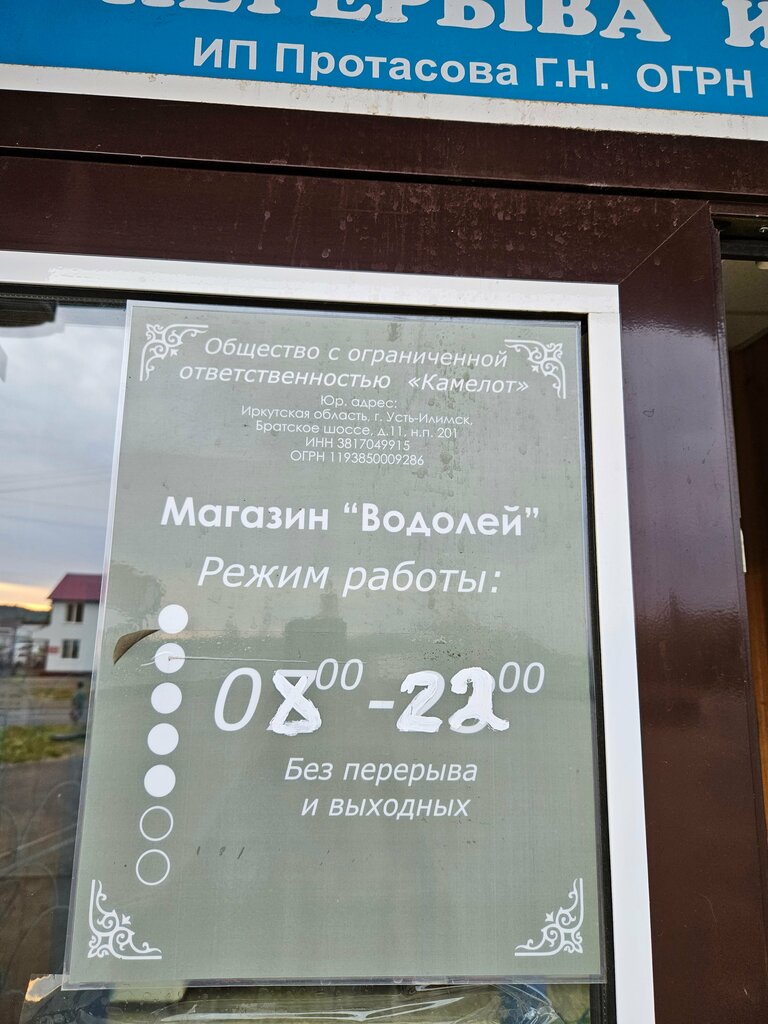 ПЕРЕРЫВА И
ИП Протасова Г.Н. ОГРН
Общество с ограниченной
ответственностью «Камелот»
Юр. адрес:
Иркутская область, г. Усть-Илимск,
Братское шоссе, д.11, н.п. 201
ИНН 3817049915
ОГРН 1193850009286
Магазин “Водолей”
Режим работы:
08⁰⁰ -22⁰⁰
Без перерыва
и выходных